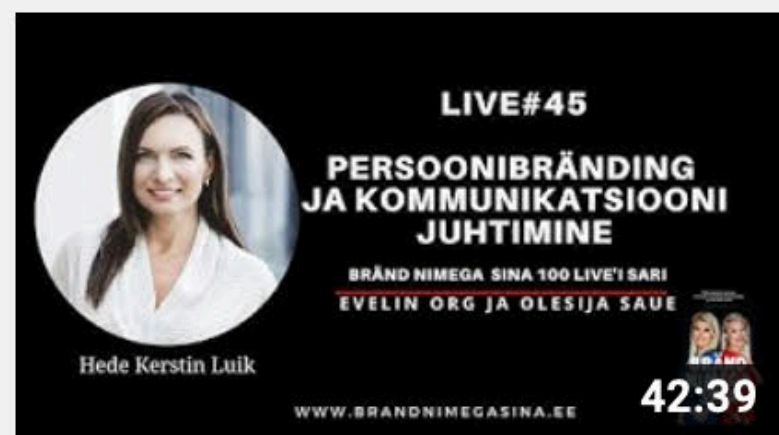 LIVE#45
PERSOONIBRÄNDING
JA KOMMUNIKATSIOONI
JUHTIMINE
BRÄND NIMEGA SINA 100 LIVE'I SARI
EVELIN ORG JA OLESIJA SAUE
Hede Kerstin Luik
BRAND
42:39
WWW.BRANDNIMEGASINA.EE